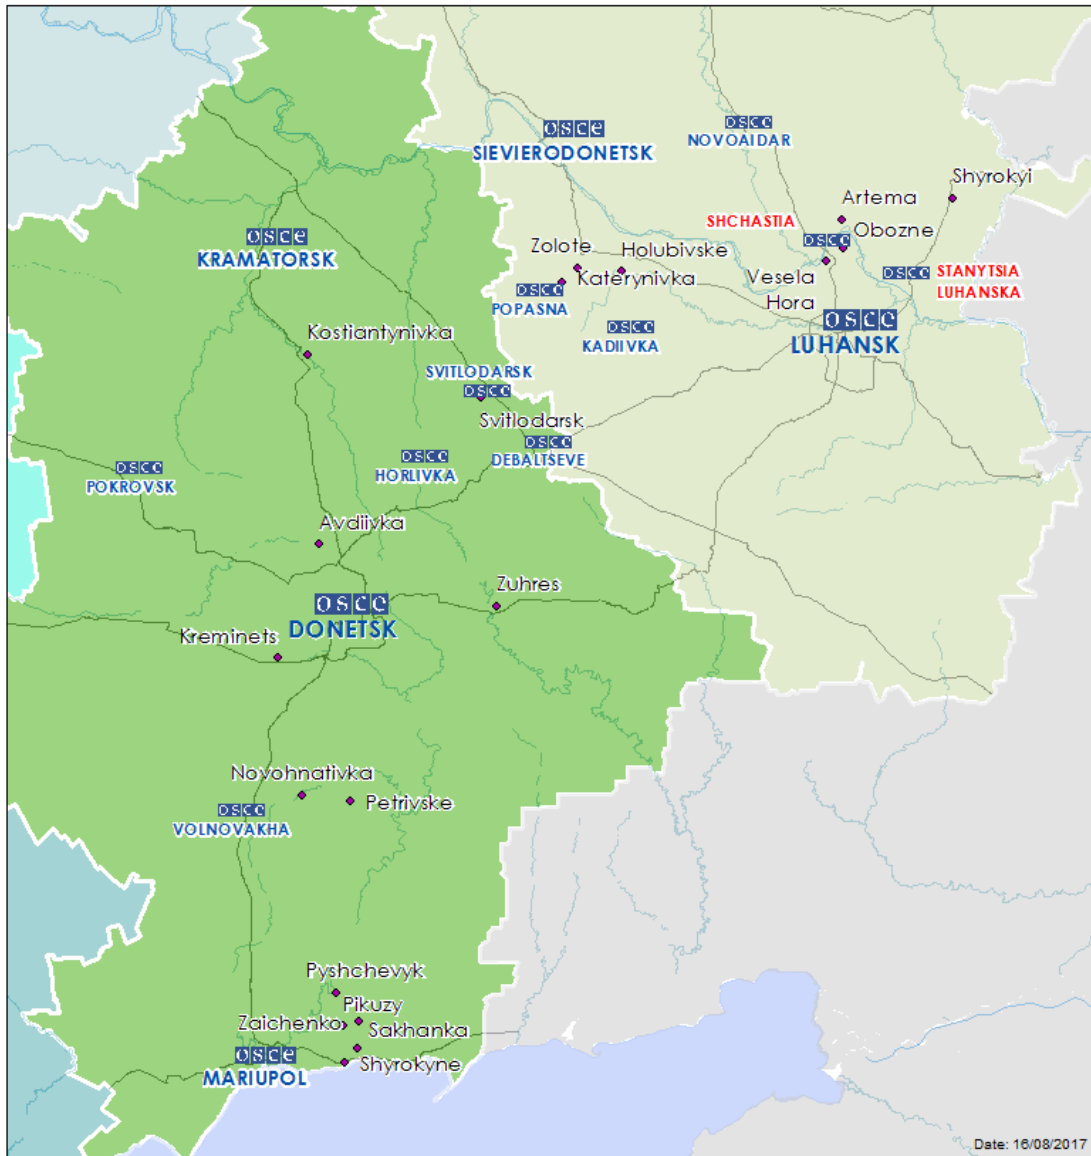 osce
SIEVIERODONETSK
osce
NOVOAIDAR
Shyrokyi
Artema
SHCHASTIA
Obozne
osce
osce
KRAMATORSK
Zolote
Holubivske
Vesela
Hora
osce
STANYTSIA
LUHANSKA
Katerynivka
osce
POPASNA
osce
KADIIVKA
osce
LUHANSK
Kostiantynivka
SVITLODARSK
osce
Svitlodarsk
osce
DEBALTSEVE
osce
HORLIVKA
osce
POKROVSK
Avdiivka
Zuhres
osce
DONETSK
Kreminets
Novohnativka
Petrivske
osce
VOLNOVAKHA
Pyshchevyk
Pikuzy
Zaichenko
Sakhanka
osce
MARIUPOL
Shyrokyne
Date: 16/08/2017